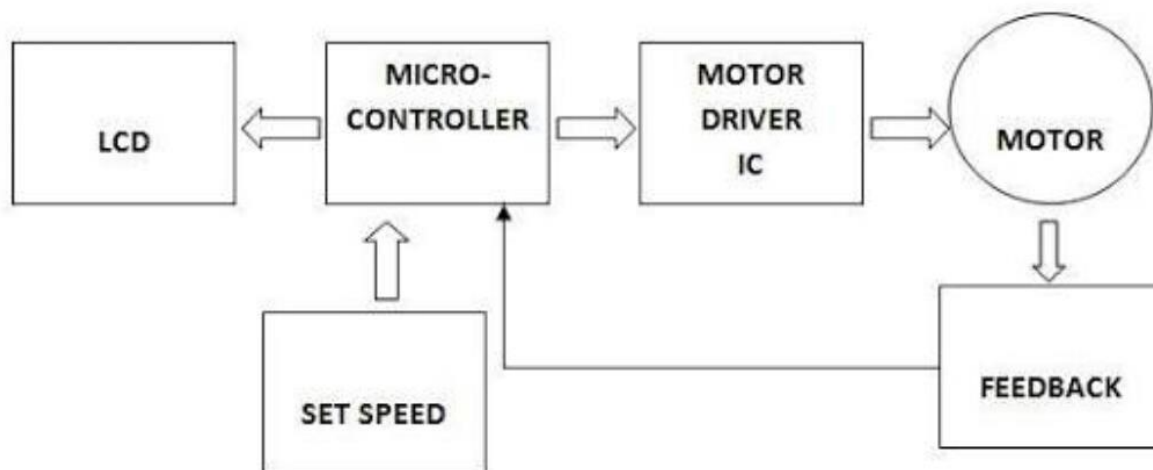 LCD
MICRO-
CONTROLLER
MOTOR
DRIVER
IC
MOTOR
SET SPEED
FEEDBACK